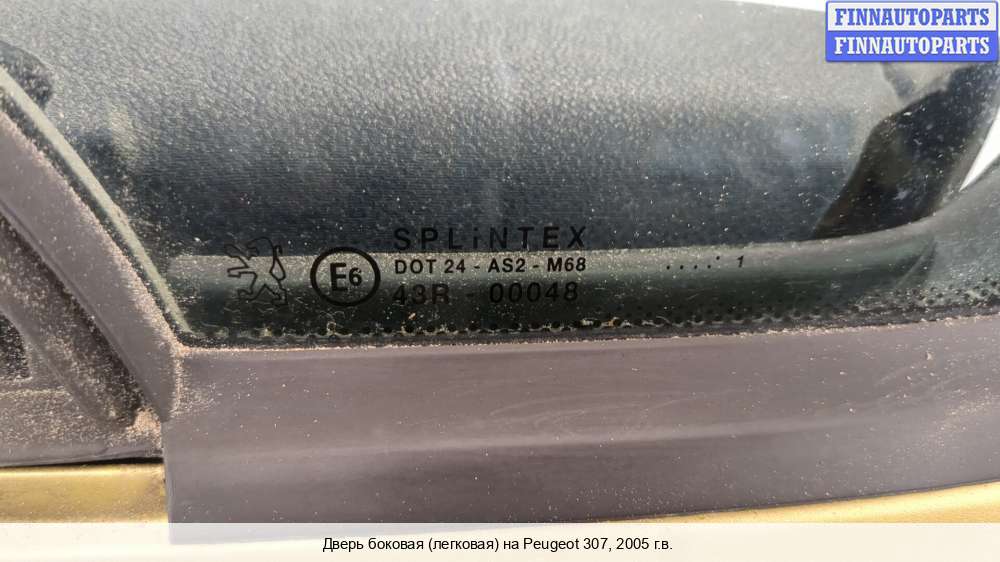 FINNAUTOPARTS
FINNAUTOPARTS
SPLiNTEX
E6
DOT 24 - AS2 - M68
43R - 00048
.....· 1
Дверь боковая (легковая) на Peugeot 307, 2005 г.в.